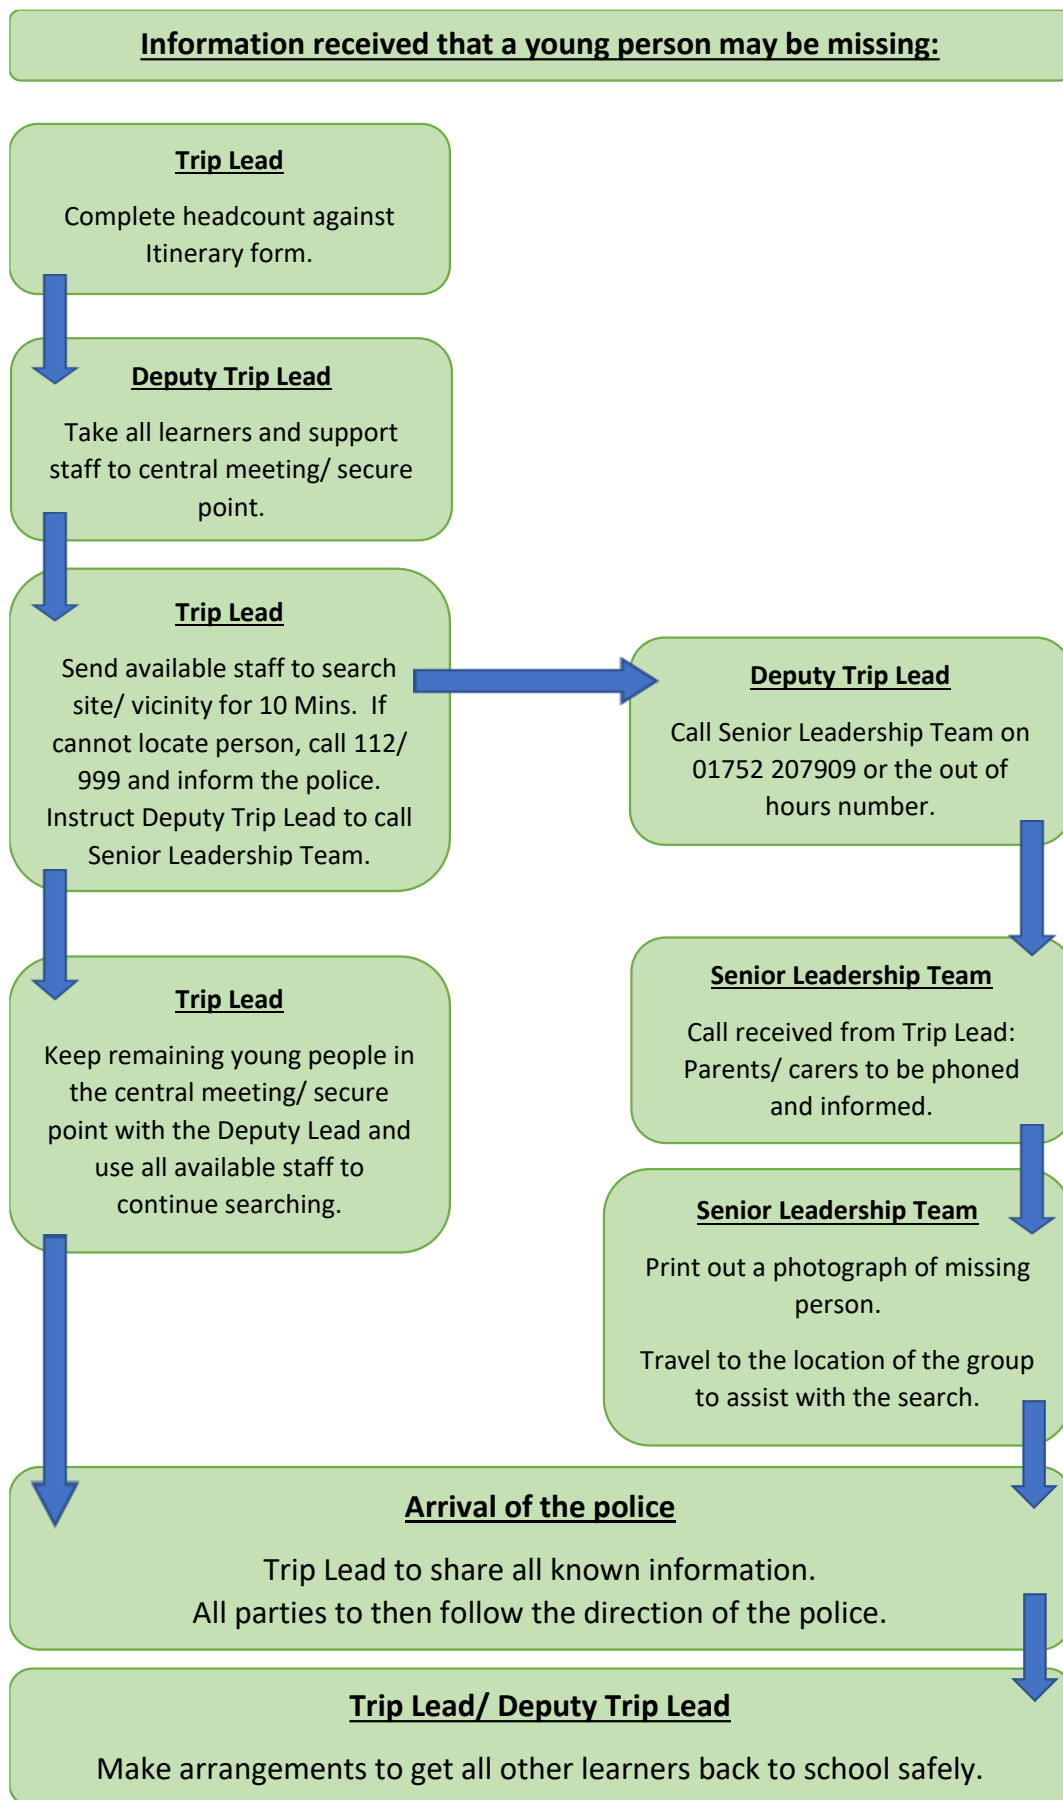 Information received that a young person may be missing:
Trip Lead
Complete headcount against
Itinerary form.
Deputy Trip Lead
Take all learners and support
staff to central meeting/ secure
point.
Trip Lead
Send available staff to search
site/ vicinity for 10 Mins.  If
cannot locate person, call 112/
999 and inform the police.
Instruct Deputy Trip Lead to call
Senior Leadership Team.
Deputy Trip Lead
Call Senior Leadership Team on
01752 207909 or the out of
hours number.
Trip Lead
Keep remaining young people in
the central meeting/ secure
point with the Deputy Lead and
use all available staff to
continue searching.
Senior Leadership Team
Call received from Trip Lead:
Parents/ carers to be phoned
and informed.
Senior Leadership Team
Print out a photograph of missing
person.
Travel to the location of the group
to assist with the search.
Arrival of the police
Trip Lead to share all known information.
All parties to then follow the direction of the police.
Trip Lead/ Deputy Trip Lead
Make arrangements to get all other learners back to school safely.